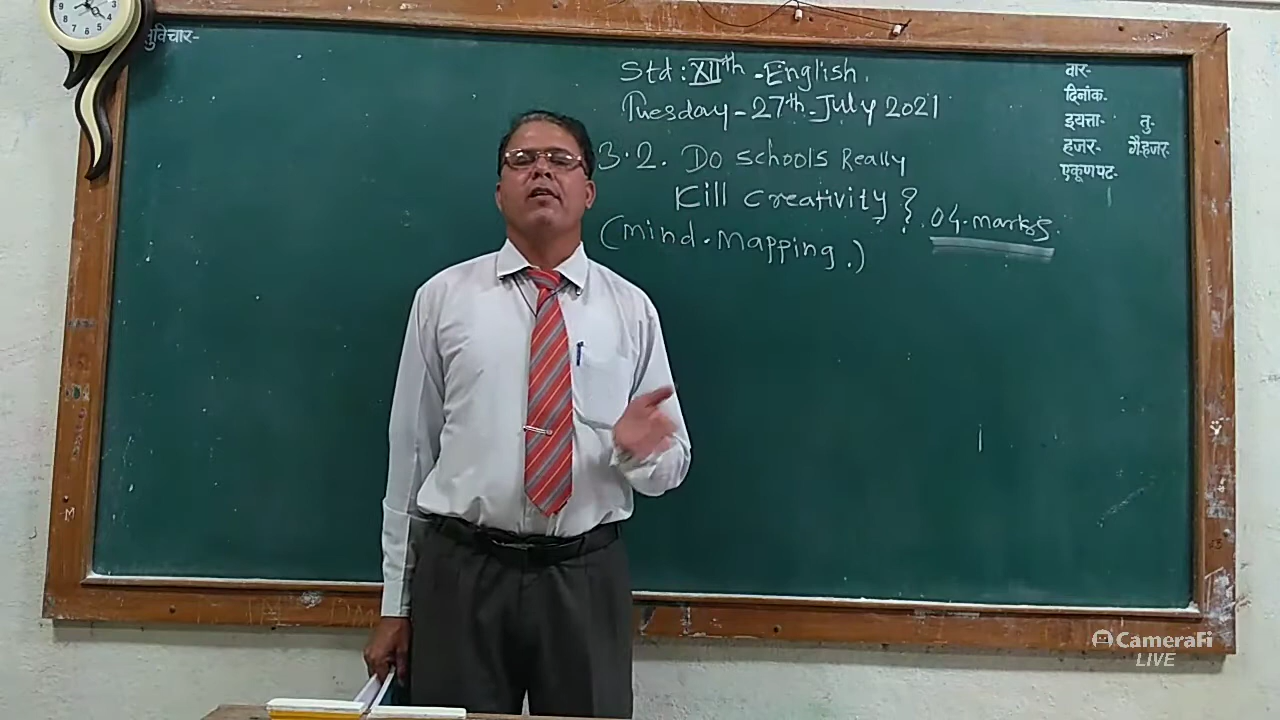 सुविचार-
Std: XIIth - English.
Tuesday - 27th - July 2021
3.2. Do schools Really
Kill creativity ?
04. marks.
(mind. mapping.)
वार-
दिनांक-
इयत्ता- तु-
हजर- गैरहजर-
एकूण पट-
CameraFi
LIVE